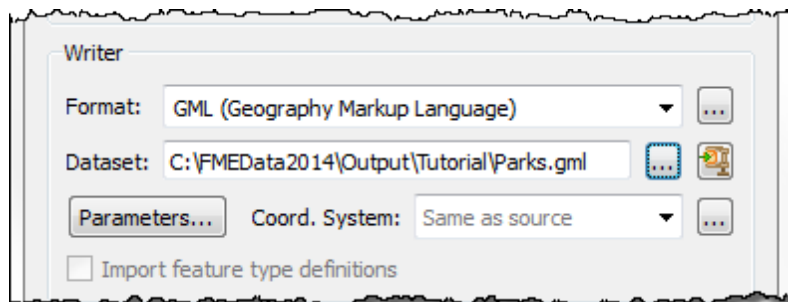 Writer
Format: GML (Geography Markup Language) ...
Dataset: C:\FMEData2014\Output\Tutorial\Parks.gml ...
Parameters... Coord. System: Same as source ...
Import feature type definitions